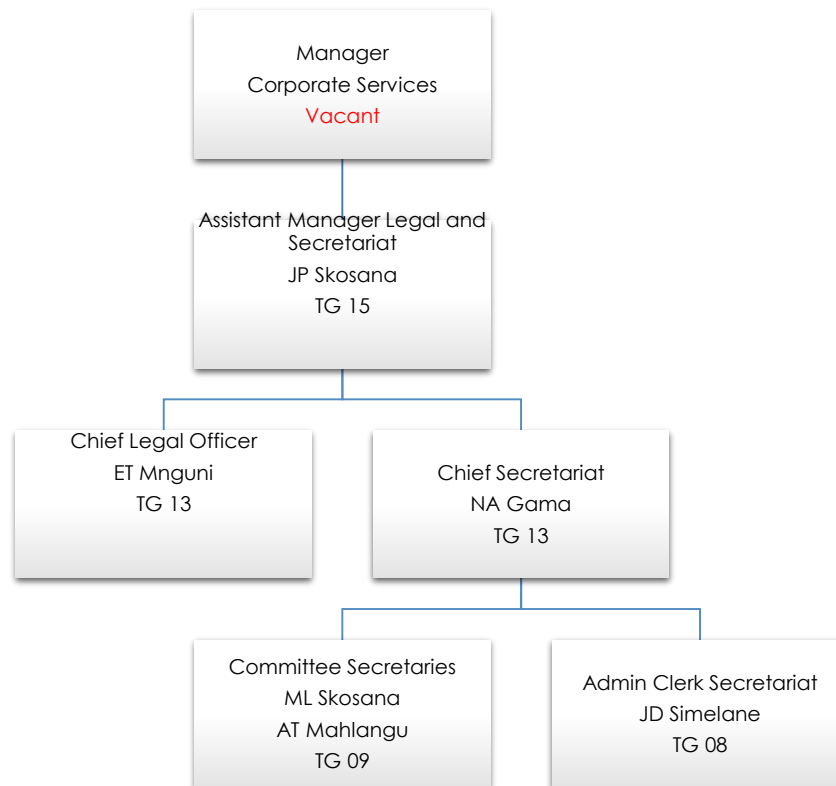 Manager
Corporate Services
Vacant
Assistant Manager Legal and
Secretariat
JP Skosana
TG 15
Chief Legal Officer
ET Mnguni
TG 13
Chief Secretariat
NA Gama
TG 13
Committee Secretaries
ML Skosana
AT Mahlangu
TG 09
Admin Clerk Secretariat
JD Simelane
TG 08